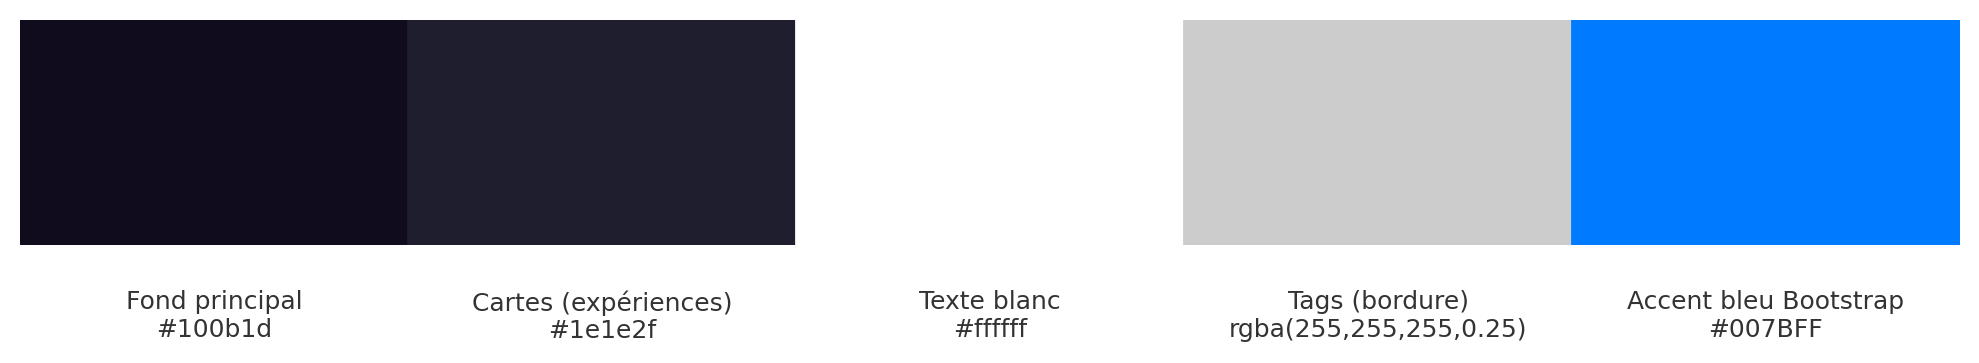 Fond principal
#100b1d
Cartes (expériences)
#1e1e2f
Texte blanc
#ffffff
Tags (bordure)
rgba(255,255,255,0.25)
Accent bleu Bootstrap
#007BFF